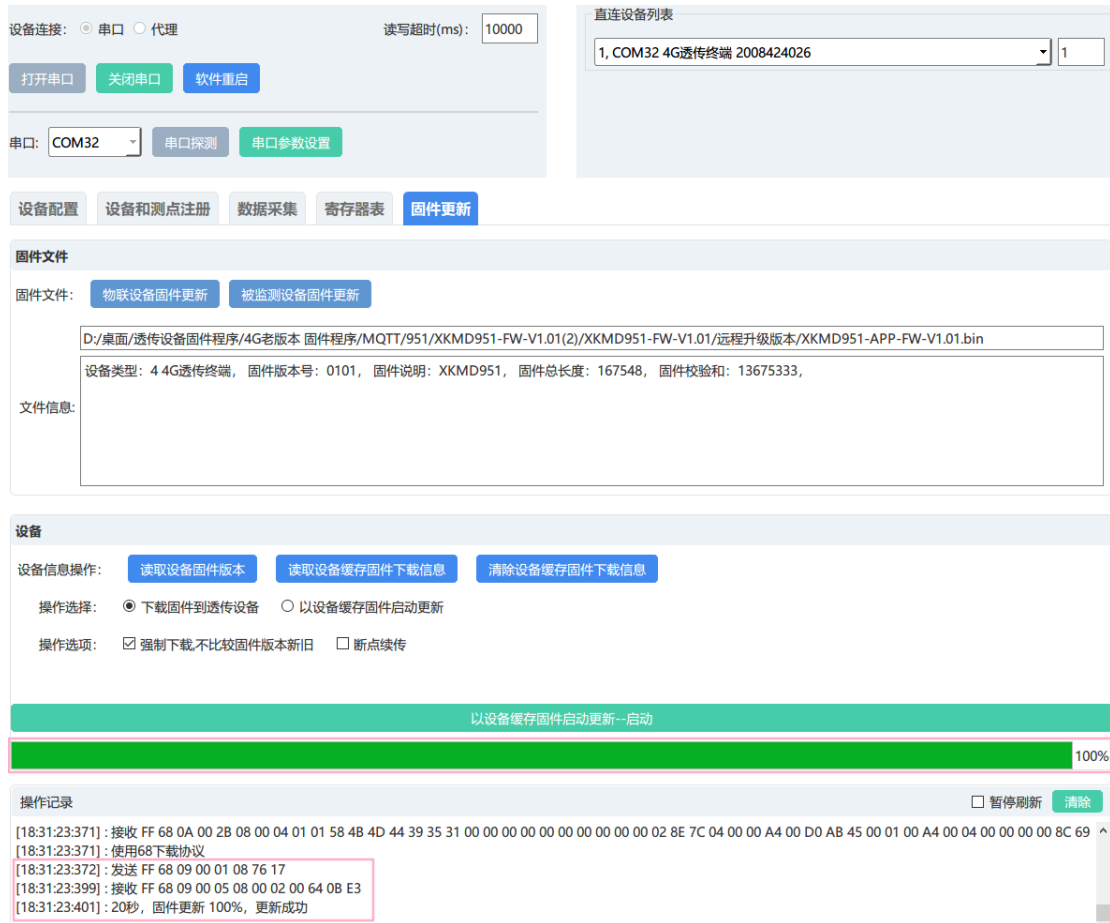 设备连接: 串口 代理 读写超时(ms): 10000
打开串口 关闭串口 软件重启
串口: COM32 串口探测 串口参数设置
直连设备列表
1, COM32 4G透传终端 2008424026 1
设备配置 设备和测点注册 数据采集 寄存器表 固件更新
固件文件
固件文件: 物联设备固件更新 被监测设备固件更新
D:/桌面/透传设备固件程序/4G老版本 固件程序/MQTT/951/XKMD951-FW-V1.01(2)/XKMD951-FW-V1.01/远程升级版本/XKMD951-APP-FW-V1.01.bin
文件信息: 设备类型: 4 4G透传终端, 固件版本号: 0101, 固件说明: XKMD951, 固件总长度: 167548, 固件校验和: 13675333,
设备
设备信息操作: 读取设备固件版本 读取设备缓存固件下载信息 清除设备缓存固件下载信息
操作选择: 下载固件到透传设备 以设备缓存固件启动更新
操作选项: 强制下载,不比较固件版本新旧 断点续传
以设备缓存固件启动更新--启动
100%
操作记录 暂停刷新 清除
[18:31:23:371] : 接收 FF 68 0A 00 2B 08 00 04 01 01 58 4B 4D 44 39 35 31 00 00 00 00 00 00 00 00 00 00 02 8E 7C 04 00 00 A4 00 D0 AB 45 00 01 00 A4 00 04 00 00 00 00 8C 69
[18:31:23:371] : 使用68下载协议
[18:31:23:372] : 发送 FF 68 09 00 01 08 76 17
[18:31:23:399] : 接收 FF 68 09 00 05 08 00 02 00 64 0B E3
[18:31:23:401] : 20秒，固件更新 100%，更新成功